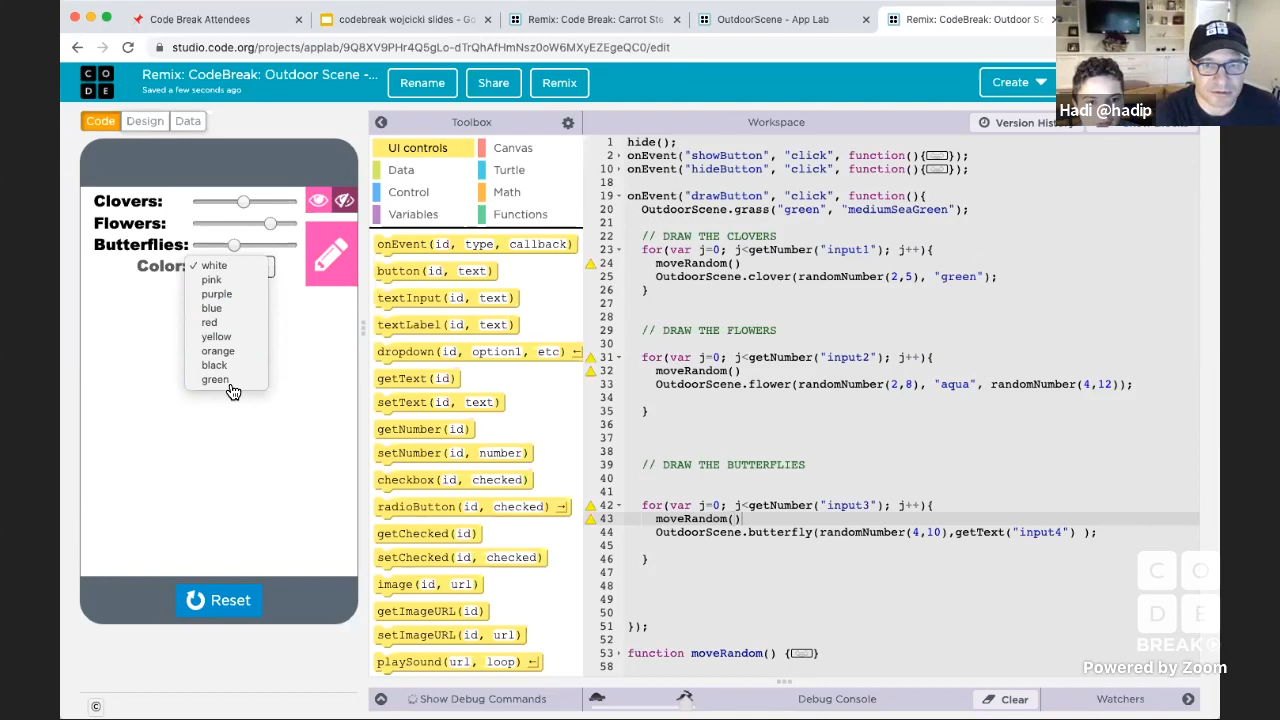 Code Break Attendees
codebreak wojcicki slides - Go
Remix: Code Break: Carrot Ste
OutdoorScene - App Lab
Remix: CodeBreak: Outdoor Sc
studio.code.org/projects/applab/9Q8XV9PHr4Q5gLo-dTrQhAfHmNsz0oW6MXyEZEgeQC0/edit
C O
D E
Remix: CodeBreak: Outdoor Scene -...
Saved a few seconds ago
Rename
Share
Remix
Create
Hadi @hadip
Code
Design
Data
Toolbox
Workspace
Version History
Clovers:
Flowers:
Butterflies:
Color:
✓ white
pink
purple
blue
red
yellow
orange
black
green
Reset
UI controls
Canvas
Data
Turtle
Control
Math
Variables
Functions
onEvent(id, type, callback)
button(id, text)
textInput(id, text)
textLabel(id, text)
dropdown(id, option1, etc) ←
getText(id)
setText(id, text)
getNumber(id)
setNumber(id, number)
checkbox(id, checked)
radioButton(id, checked) →
getChecked(id)
setChecked(id, checked)
image(id, url)
getImageURL(id)
setImageURL(id, url)
playSound(url, loop) ←
1 hide();
2 onEvent("showButton", "click", function(){...});
10 onEvent("hideButton", "click", function(){...});
18
19 onEvent("drawButton", "click", function(){
20 OutdoorScene.grass("green", "mediumSeaGreen");
21
22 // DRAW THE CLOVERS
23 for(var j=0; j<getNumber("input1"); j++){
24 moveRandom()
25 OutdoorScene.clover(randomNumber(2,5), "green");
26 }
27
28
29 // DRAW THE FLOWERS
30
31 for(var j=0; j<getNumber("input2"); j++){
32 moveRandom()
33 OutdoorScene.flower(randomNumber(2,8), "aqua", randomNumber(4,12));
34
35 }
36
37
38
39 // DRAW THE BUTTERFLIES
40
41
42 for(var j=0; j<getNumber("input3"); j++){
43 moveRandom()
44 OutdoorScene.butterfly(randomNumber(4,10),getText("input4") );
45
46 }
47
48
49
50
51 });
52
53 function moveRandom() {...}
58
Show Debug Commands
Debug Console
Clear
Watchers
©
C O
D E
BREAK
Powered by Zoom